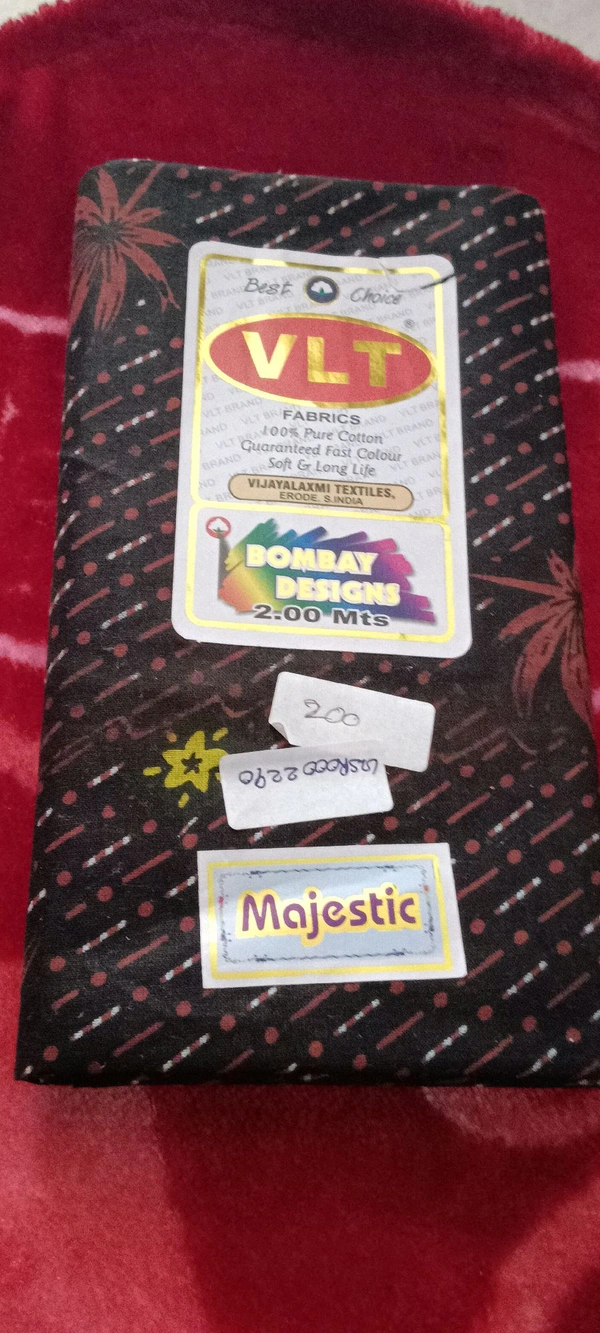 Best Choice
VLT ®
FABRICS
100% Pure Cotton
Guaranteed Fast Colour
Soft & Long Life
VIJAYALAXMI TEXTILES,
ERODE. S.INDIA
BOMBAY
DESIGNS
2.00 Mts
200
Majestic